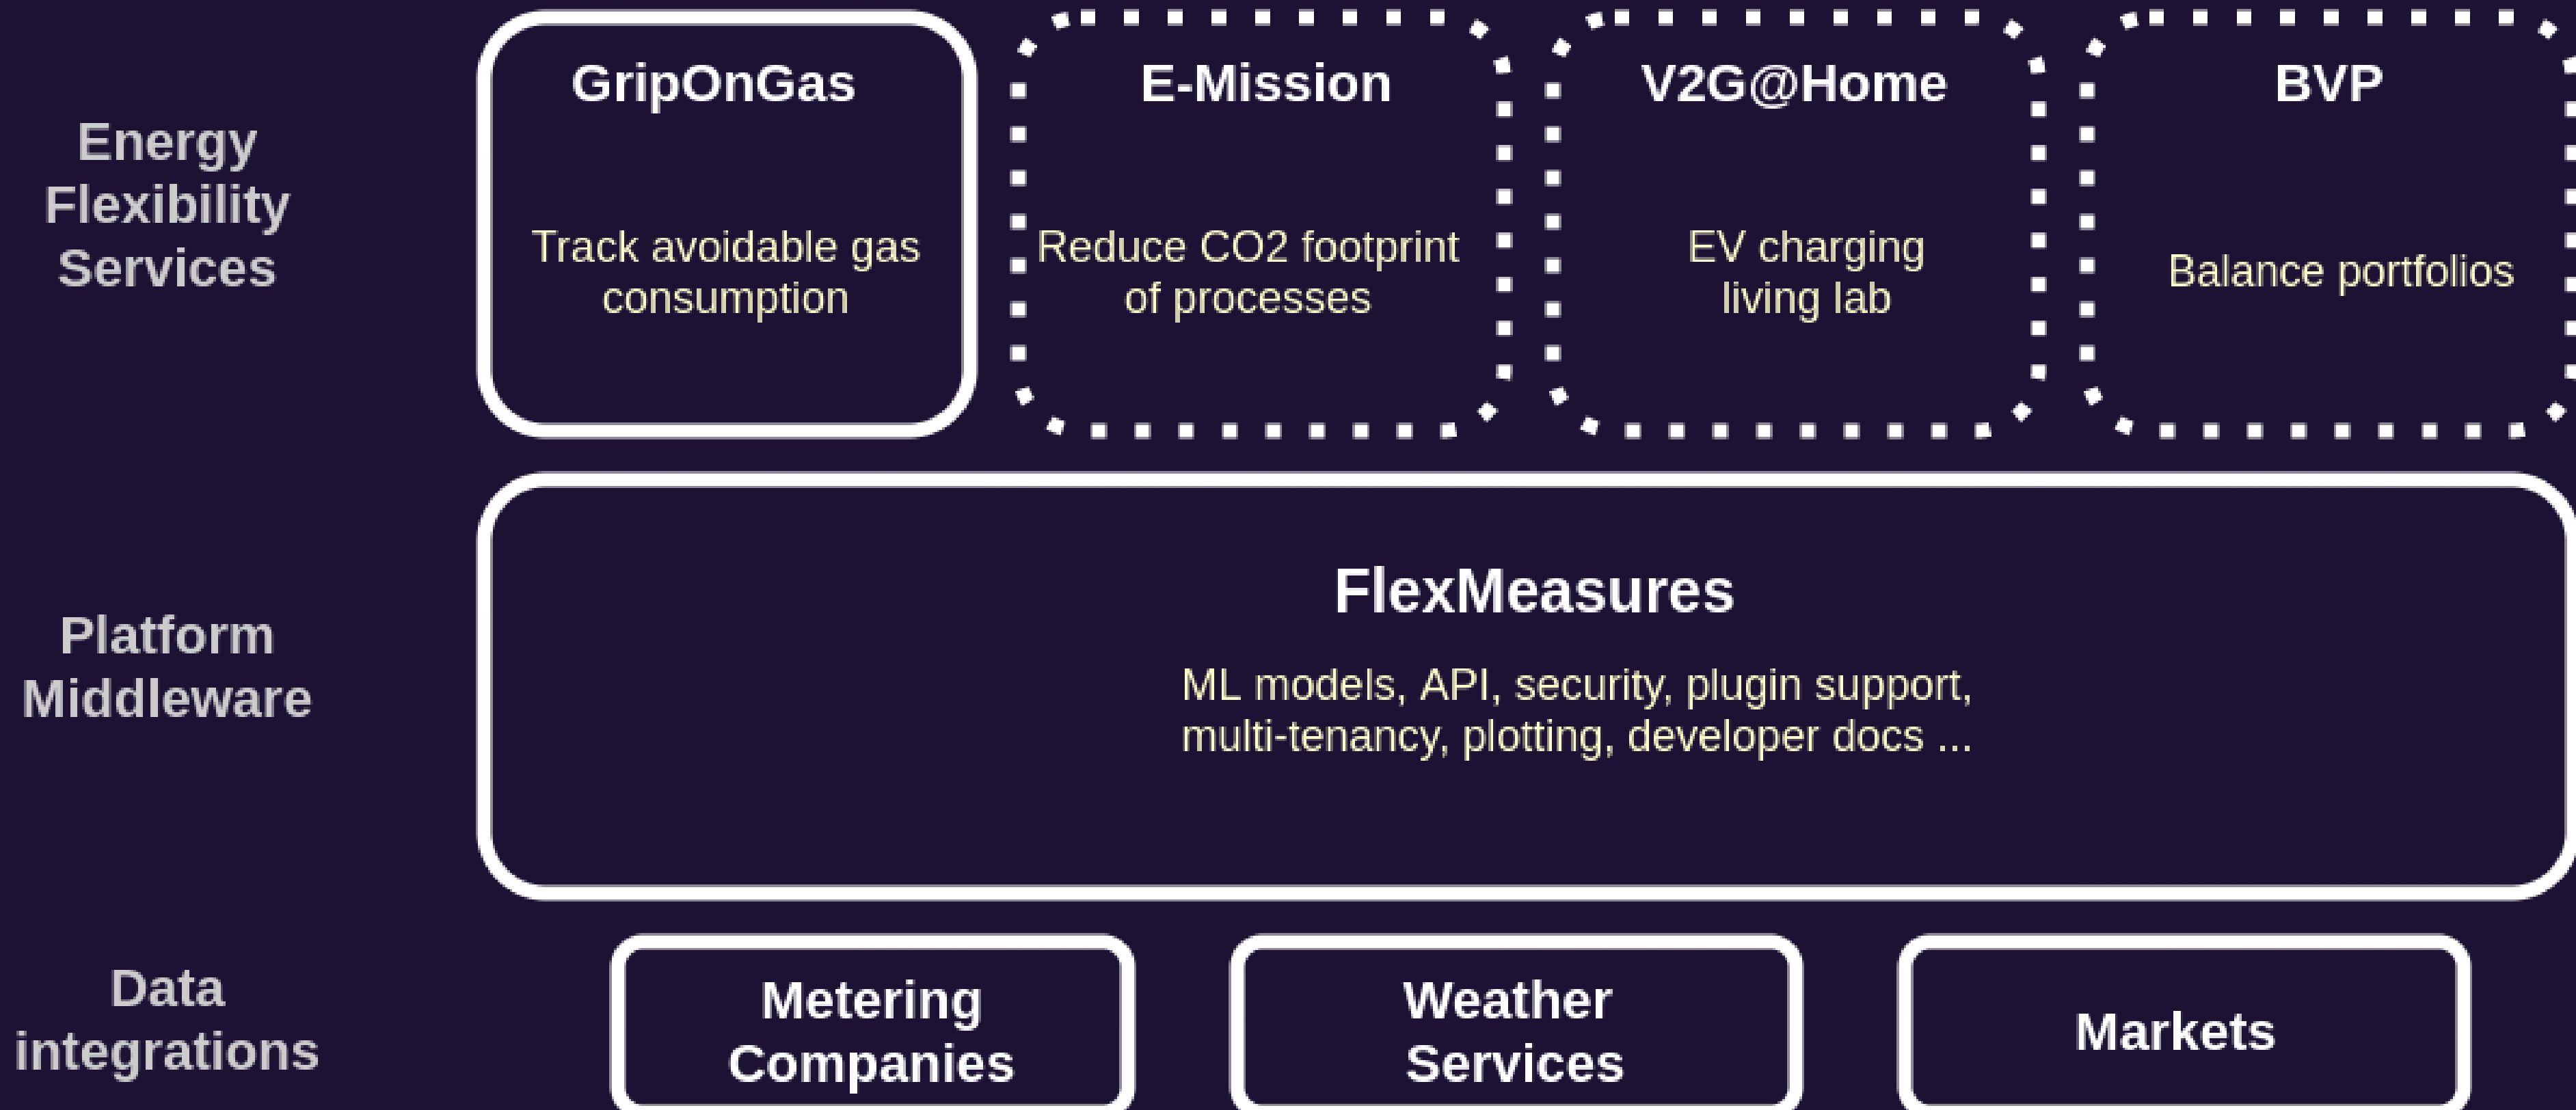 Energy
Flexibility
Services
GripOnGas
Track avoidable gas
consumption
E-Mission
Reduce CO2 footprint
of processes
V2G@Home
EV charging
living lab
BVP
Balance portfolios
Platform
Middleware
FlexMeasures
ML models, API, security, plugin support,
multi-tenancy, plotting, developer docs ...
Data
integrations
Metering
Companies
Weather
Services
Markets